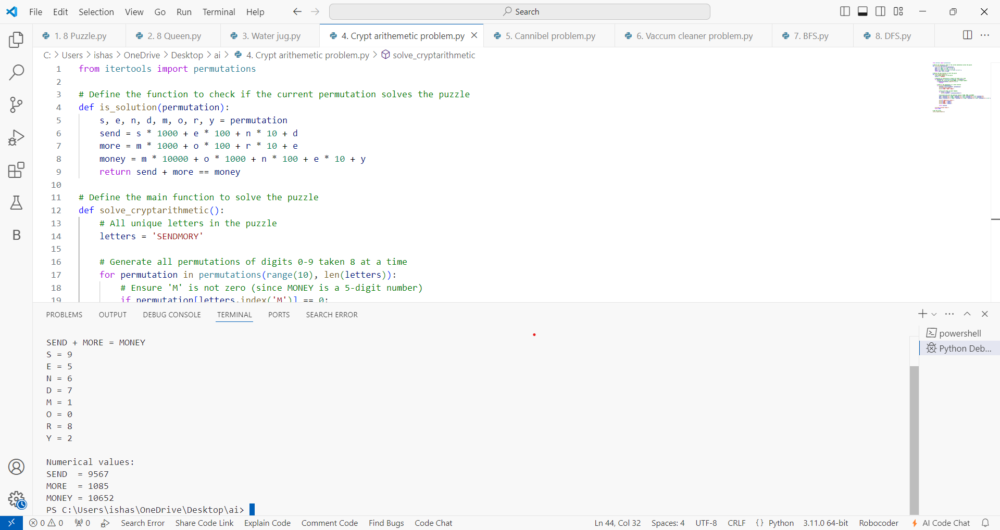 File Edit Selection View Go Run Terminal Help
Search
1. 8 Puzzle.py 2. 8 Queen.py 3. Water jug.py 4. Crypt arithemetic problem.py 5. Cannibel problem.py 6. Vaccum cleaner problem.py 7. BFS.py 8. DFS.py
C: > Users > ishas > OneDrive > Desktop > ai > 4. Crypt arithemetic problem.py > solve_cryptarithmetic
1 from itertools import permutations
2
3 # Define the function to check if the current permutation solves the puzzle
4 def is_solution(permutation):
5 s, e, n, d, m, o, r, y = permutation
6 send = s * 1000 + e * 100 + n * 10 + d
7 more = m * 1000 + o * 100 + r * 10 + e
8 money = m * 10000 + o * 1000 + n * 100 + e * 10 + y
9 return send + more == money
10
11 # Define the main function to solve the puzzle
12 def solve_cryptarithmetic():
13 # All unique letters in the puzzle
14 letters = 'SENDMORY'
15
16 # Generate all permutations of digits 0-9 taken 8 at a time
17 for permutation in permutations(range(10), len(letters)):
18 # Ensure 'M' is not zero (since MONEY is a 5-digit number)
19 if permutation[letters.index('M')] == 0:
PROBLEMS OUTPUT DEBUG CONSOLE TERMINAL PORTS SEARCH ERROR
powershell
Python Deb...
SEND + MORE = MONEY
S = 9
E = 5
N = 6
D = 7
M = 1
O = 0
R = 8
Y = 2
Numerical values:
SEND = 9567
MORE = 1085
MONEY = 10652
PS C:\Users\ishas\OneDrive\Desktop\ai>
B
0 0 0 Search Error Share Code Link Explain Code Comment Code Find Bugs Code Chat Ln 44, Col 32 Spaces: 4 UTF-8 CRLF {} Python 3.11.0 64-bit Robocoder AI Code Chat